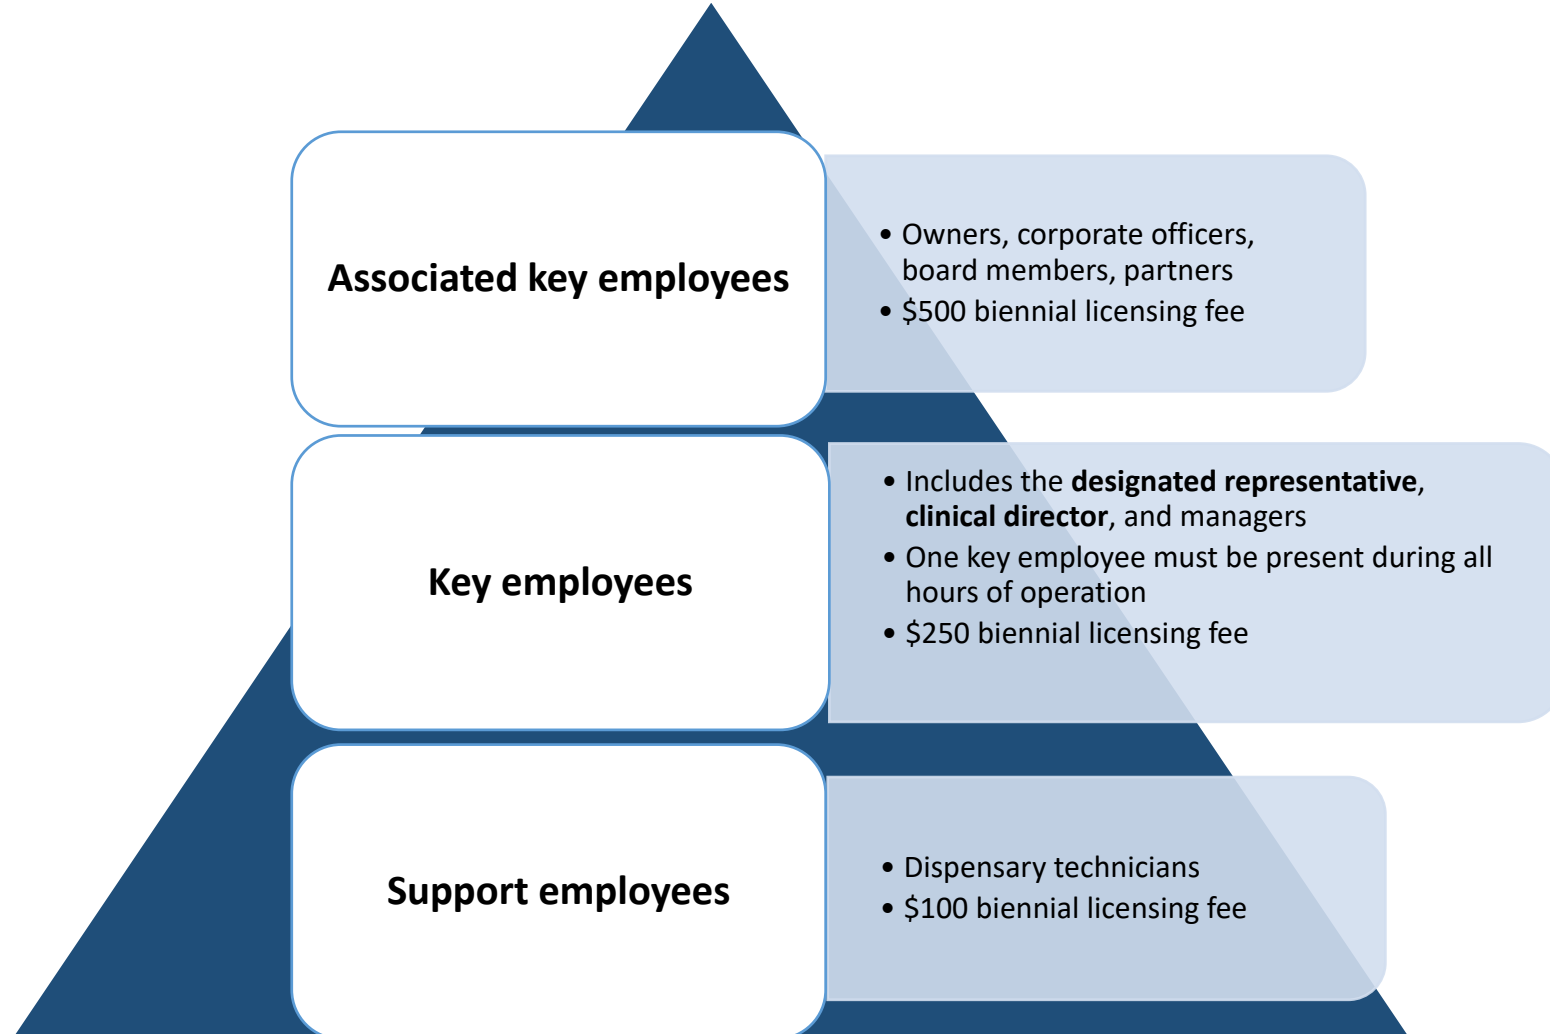 Associated key employees
• Owners, corporate officers,
board members, partners
• $500 biennial licensing fee
Key employees
• Includes the designated representative,
clinical director, and managers
• One key employee must be present during all
hours of operation
• $250 biennial licensing fee
Support employees
• Dispensary technicians
• $100 biennial licensing fee